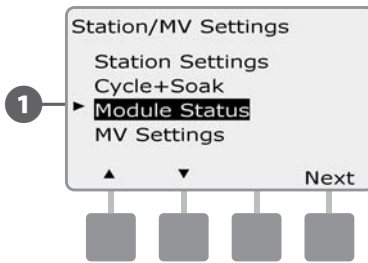 Station/MV Settings
Station Settings
Cycle+Soak
1
Module Status
MV Settings
Next